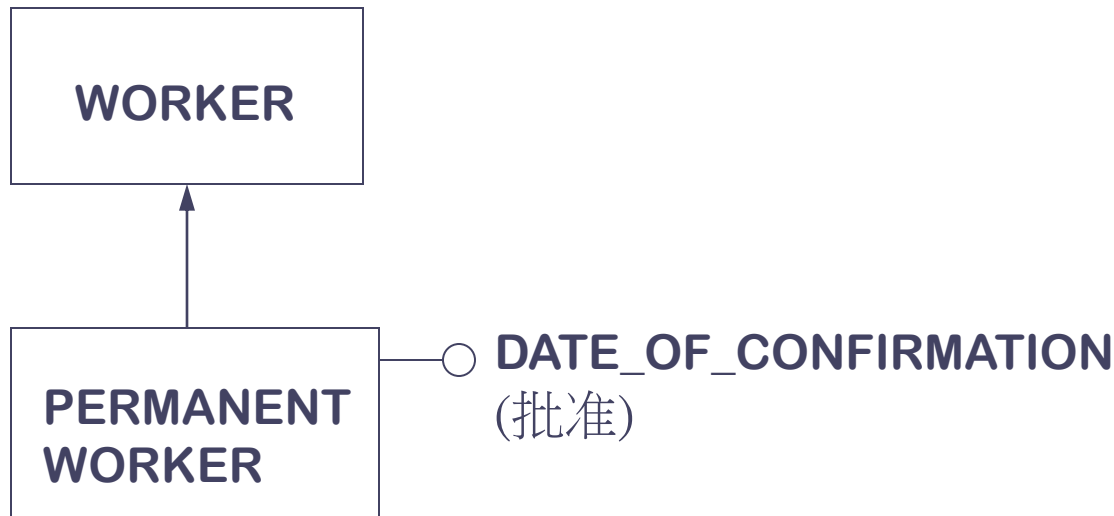 WORKER
PERMANENT
WORKER
DATE_OF_CONFIRMATION
(批准)